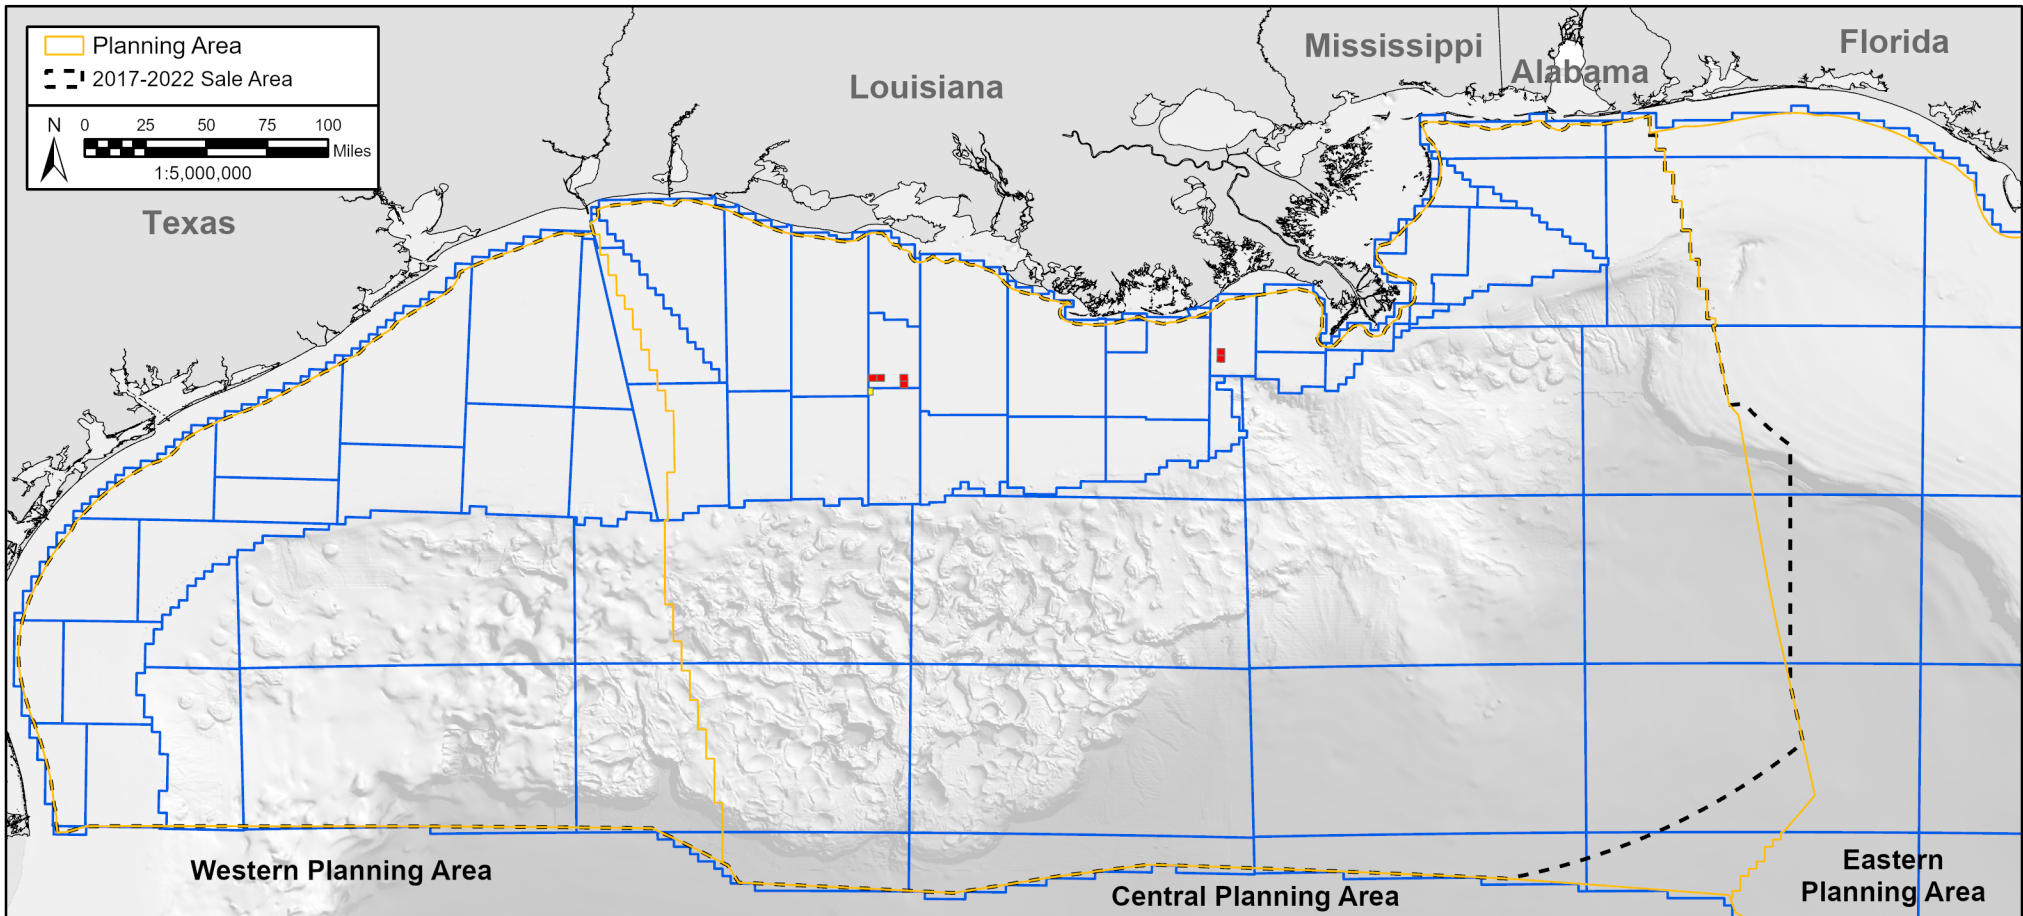 Planning Area
2017-2022 Sale Area
N 0 25 50 75 100
Miles
1:5,000,000
Texas
Louisiana
Mississippi
Alabama
Florida
Western Planning Area
Central Planning Area
Eastern
Planning Area